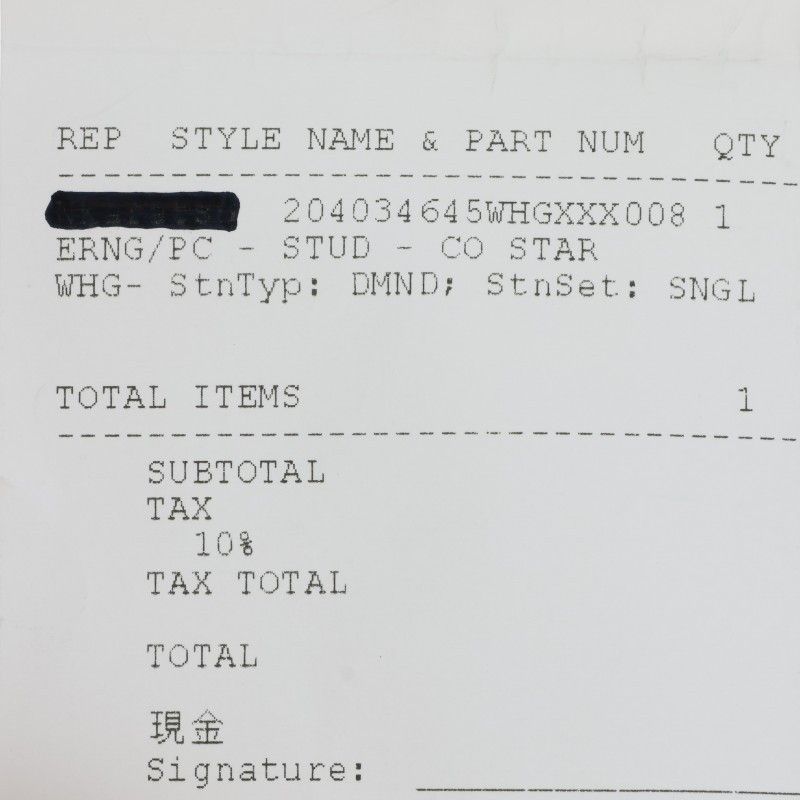 REP STYLE NAME & PART NUM QTY
204034645WHGXXX008 1
ERNG/PC - STUD - CO STAR
WHG- StnTyp: DMND; StnSet: SNGL
TOTAL ITEMS 1
SUBTOTAL
TAX
10%
TAX TOTAL
TOTAL
現金
Signature: